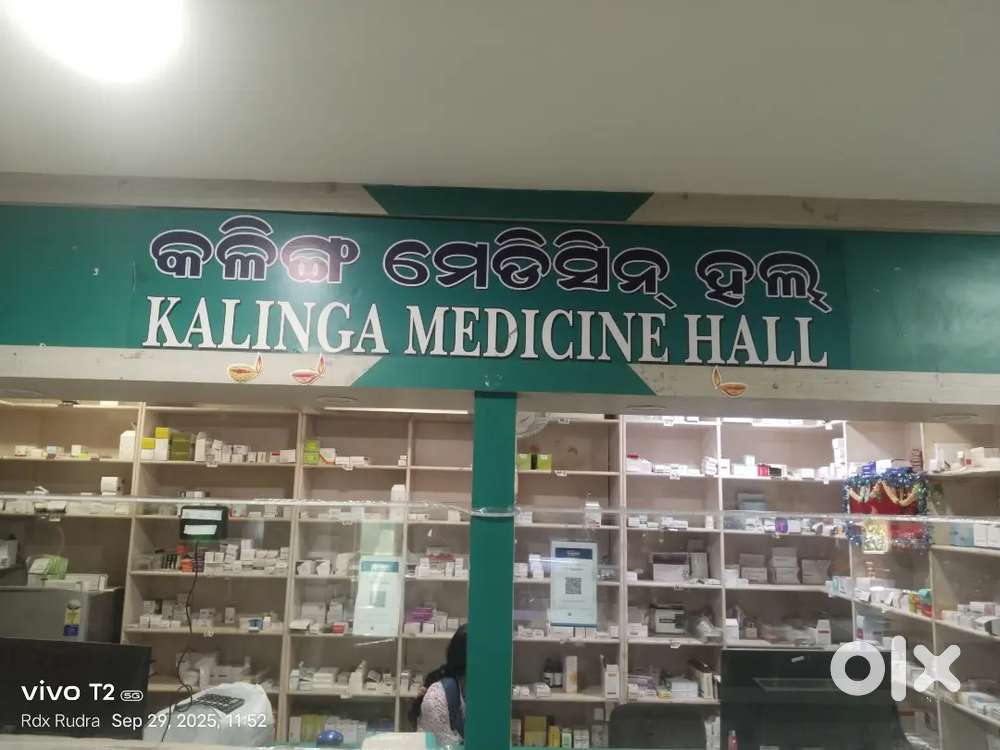 କଳିଙ୍ଗ ମେଡିସିନ୍ ହଲ୍
KALINGA MEDICINE HALL
olx
vivo T2 5G
Rdx Rudra Sep 29, 2025, 11:52